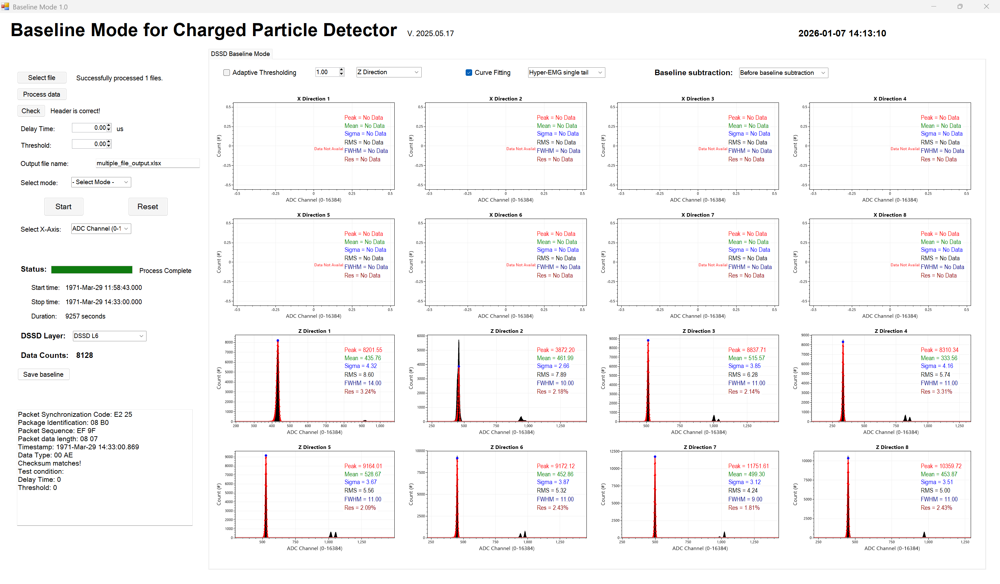 Baseline Mode 1.0
Baseline Mode for Charged Particle Detector V. 2025.05.17
2026-01-07 14:13:10
Select file Successfully processed 1 files.
Process data
Check Header is correct!
Delay Time: 0.00 us
Threshold: 0.00
Output file name: multiple_file_output.xlsx
Select mode: - Select Mode -
Start Reset
Select X-Axis: ADC Channel (0-1
Status: Process Complete
Start time: 1971-Mar-29 11:58:43.000
Stop time: 1971-Mar-29 14:33:00.000
Duration: 9257 seconds
DSSD Layer: DSSD L6
Data Counts: 8128
Save baseline
Packet Synchronization Code: E2 25
Package Identification: 08 B0
Packet Sequence: EF 9F
Packet data length: 08 07
Timestamp: 1971-Mar-29 14:33:00.869
Data Type: 00 AE
Checksum matches!
Test condition:
Delay Time: 0
Threshold: 0
DSSD Baseline Mode
Adaptive Thresholding 1.00 Z Direction Curve Fitting Hyper-EMG single tail Baseline subtraction: Before baseline subtraction
X Direction 1
0.5
0.25
0
-0.25
-0.5
Count (#)
Peak = No Data
Mean = No Data
Sigma = No Data
RMS = No Data
Data Not Availab
FWHM = No Data
Res = No Data
-0.5 -0.25 0 0.25 0.5
ADC Channel (0-16384)
X Direction 2
0.5
0.25
0
-0.25
-0.5
Count (#)
Peak = No Data
Mean = No Data
Sigma = No Data
RMS = No Data
Data Not Availab
FWHM = No Data
Res = No Data
-0.5 -0.25 0 0.25 0.5
ADC Channel (0-16384)
X Direction 3
0.5
0.25
0
-0.25
-0.5
Count (#)
Peak = No Data
Mean = No Data
Sigma = No Data
RMS = No Data
Data Not Availal
FWHM = No Data
Res = No Data
-0.5 -0.25 0 0.25 0.5
ADC Channel (0-16384)
X Direction 4
0.5
0.25
0
-0.25
-0.5
Count (#)
Peak = No Data
Mean = No Data
Sigma = No Data
RMS = No Data
Data Not Availal
FWHM = No Data
Res = No Data
-0.5 -0.25 0 0.25 0.5
ADC Channel (0-16384)
X Direction 5
0.5
0.25
0
-0.25
-0.5
Count (#)
Peak = No Data
Mean = No Data
Sigma = No Data
RMS = No Data
Data Not Availab
FWHM = No Data
Res = No Data
-0.5 -0.25 0 0.25 0.5
ADC Channel (0-16384)
X Direction 6
0.5
0.25
0
-0.25
-0.5
Count (#)
Peak = No Data
Mean = No Data
Sigma = No Data
RMS = No Data
Data Not Availab
FWHM = No Data
Res = No Data
-0.5 -0.25 0 0.25 0.5
ADC Channel (0-16384)
X Direction 7
0.5
0.25
0
-0.25
-0.5
Count (#)
Peak = No Data
Mean = No Data
Sigma = No Data
RMS = No Data
Data Not Availal
FWHM = No Data
Res = No Data
-0.5 -0.25 0 0.25 0.5
ADC Channel (0-16384)
X Direction 8
0.5
0.25
0
-0.25
-0.5
Count (#)
Peak = No Data
Mean = No Data
Sigma = No Data
RMS = No Data
Data Not Availal
FWHM = No Data
Res = No Data
-0.5 -0.25 0 0.25 0.5
ADC Channel (0-16384)
Z Direction 1
8000
7000
6000
5000
4000
3000
2000
1000
0
Count (#)
Peak = 8201.55
Mean = 435.76
Sigma = 4.32
RMS = 8.60
FWHM = 14.00
Res = 3.24%
200 300 400 500 600 700 800 900 1,000
ADC Channel (0-16384)
Z Direction 2
6000
5000
4000
3000
2000
1000
0
Count (#)
Peak = 3872.20
Mean = 461.99
Sigma = 2.66
RMS = 7.89
FWHM = 10.00
Res = 2.18%
250 500 750 1,000 1,250
ADC Channel (0-16384)
Z Direction 3
9000
8000
7000
6000
5000
4000
3000
2000
1000
0
Count (#)
Peak = 8837.71
Mean = 515.57
Sigma = 3.85
RMS = 6.28
FWHM = 11.00
Res = 2.14%
500 750 1,000 1,250
ADC Channel (0-16384)
Z Direction 4
9000
8000
7000
6000
5000
4000
3000
2000
1000
0
Count (#)
Peak = 8310.34
Mean = 333.56
Sigma = 4.16
RMS = 5.74
FWHM = 11.00
Res = 3.31%
250 500 750 1,000 1,250
ADC Channel (0-16384)
Z Direction 5
9000
8000
7000
6000
5000
4000
3000
2000
1000
0
Count (#)
Peak = 9164.01
Mean = 528.67
Sigma = 3.67
RMS = 5.56
FWHM = 11.00
Res = 2.09%
500 750 1,000 1,250
ADC Channel (0-16384)
Z Direction 6
10000
7500
5000
2500
0
Count (#)
Peak = 9172.12
Mean = 452.86
Sigma = 3.87
RMS = 5.32
FWHM = 11.00
Res = 2.43%
250 500 750 1,000 1,250
ADC Channel (0-16384)
Z Direction 7
12500
10000
7500
5000
2500
0
Count (#)
Peak = 11751.61
Mean = 499.30
Sigma = 3.12
RMS = 4.24
FWHM = 9.00
Res = 1.81%
250 500 750 1,000 1,250
ADC Channel (0-16384)
Z Direction 8
10000
7500
5000
2500
0
Count (#)
Peak = 10359.72
Mean = 453.87
Sigma = 3.51
RMS = 5.00
FWHM = 11.00
Res = 2.43%
250 500 750 1,000 1,250
ADC Channel (0-16384)